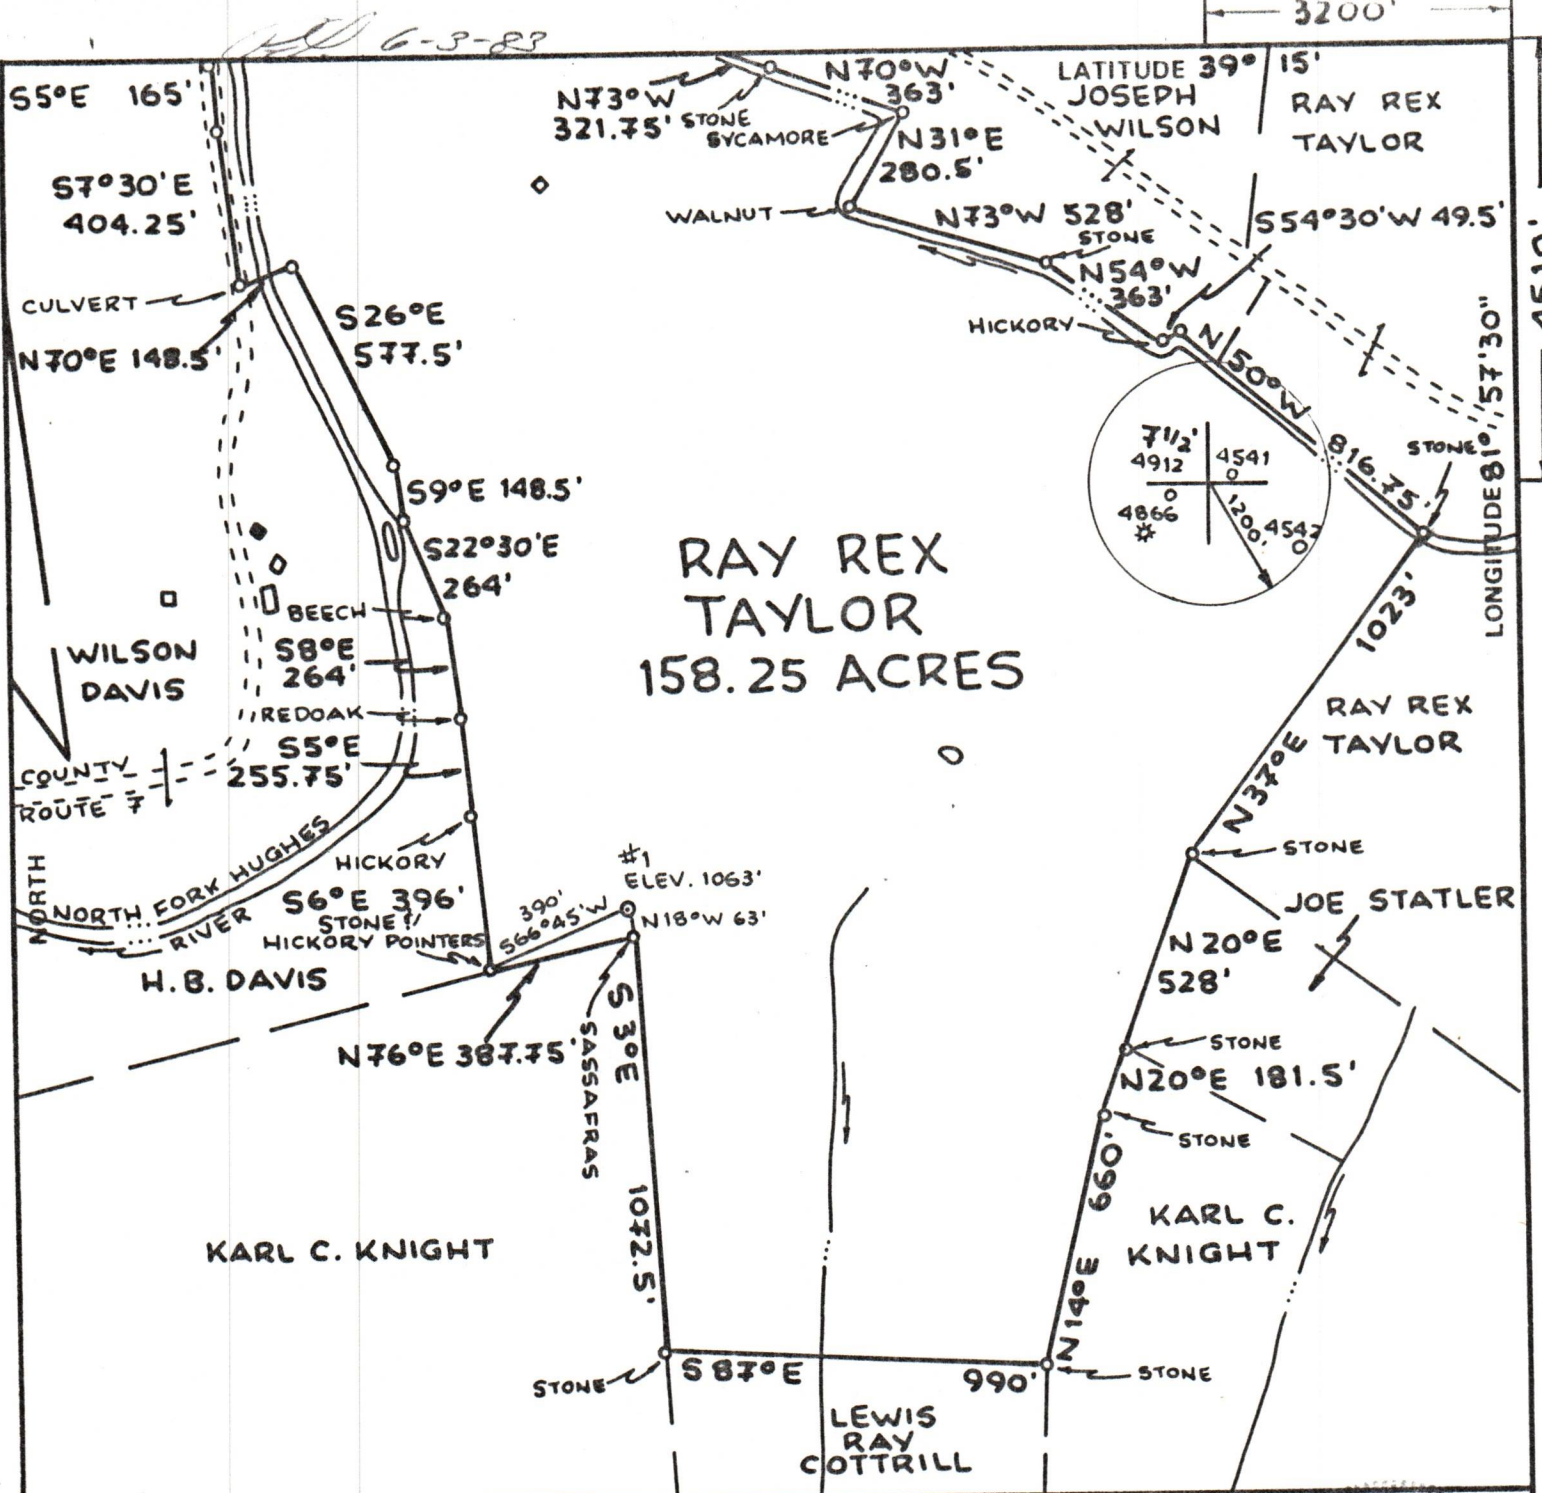 3200'
6-3-83
S5°E 165'
N73°W
321.75'
STONE
SYCAMORE
N70°W
363'
LATITUDE 39° 15'
JOSEPH
WILSON
RAY REX
TAYLOR
N31°E
280.5'
S7°30'E
404.25'
WALNUT
N73°W 528'
STONE
S54°30'W 49.5'
N54°W
363'
CULVERT
S26°E
577.5'
HICKORY
N70°E 148.5'
N 50°W 816.75'
LONGITUDE 81° 57'30"
7 1/2'
4912
4541
4866
4542
1200'
STONE
S9°E 148.5'
S22°30'E
264'
RAY REX
TAYLOR
158.25 ACRES
BEECH
S8°E
264'
WILSON
DAVIS
1023'
N37°E
REDOAK
S5°E
255.75'
RAY REX
TAYLOR
COUNTY
ROUTE 7
NORTH
NORTH FORK HUGHES
RIVER
HICKORY
#1
ELEV. 1063'
STONE
S6°E 396'
STONE
HICKORY POINTERS
390'
S66°45'W
N18°W 63'
JOE STATLER
N20°E
528'
H.B. DAVIS
N76°E 387.75'
SASSAFRAS
S 3°E 1072.5'
STONE
N20°E 181.5'
STONE
N14°E 660'
KARL C. KNIGHT
KARL C.
KNIGHT
STONE
S87°E 990'
STONE
LEWIS
RAY
COTTRILL